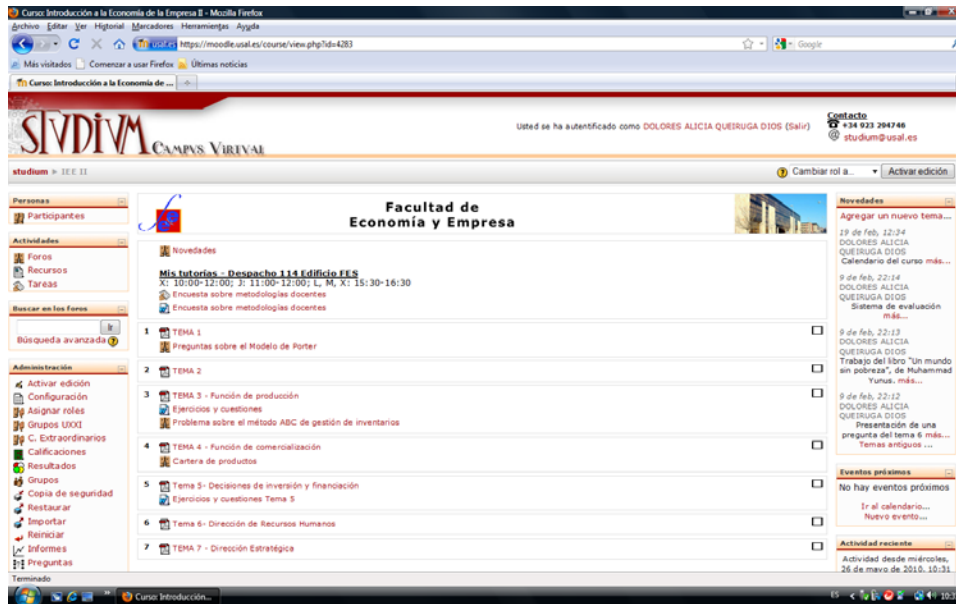 Curso: Introducción a la Economía de la Empresa II - Mozilla Firefox
Archivo Editar Ver Historial Marcadores Herramientas Ayuda
usal.es https://moodle.usal.es/course/view.php?id=4283
Google
Más visitados Comenzar a usar Firefox Últimas noticias
Curso: Introducción a la Economía de ...
STVDIVM CAMPVS VIRTVAL
Usted se ha autentificado como DOLORES ALICIA QUEIRUGA DIOS (Salir)
Contacto
+34 923 294746
studium@usal.es
studium ► IEE II
Cambiar rol a...
Activar edición
Personas
Participantes
Actividades
Foros
Recursos
Tareas
Buscar en los foros
Ir
Búsqueda avanzada
Administración
Activar edición
Configuración
Asignar roles
Grupos UXXI
C. Extraordinarios
Calificaciones
Resultados
Grupos
Copia de seguridad
Restaurar
Importar
Reiniciar
Informes
Preguntas
Facultad de
Economía y Empresa
Novedades
Mis tutorías - Despacho 114 Edificio FES
X: 10:00-12:00; J: 11:00-12:00; L, M, X: 15:30-16:30
Encuesta sobre metodologías docentes
Encuesta sobre metodologías docentes
1 TEMA 1
Preguntas sobre el Modelo de Porter
2 TEMA 2
3 TEMA 3 - Función de producción
Ejercicios y cuestiones
Problema sobre el método ABC de gestión de inventarios
4 TEMA 4 - Función de comercialización
Cartera de productos
5 Tema 5- Decisiones de inversión y financiación
Ejercicios y cuestiones Tema 5
6 Tema 6- Dirección de Recursos Humanos
7 TEMA 7 - Dirección Estratégica
Novedades
Agregar un nuevo tema...
19 de feb, 12:34
DOLORES ALICIA
QUEIRUGA DIOS
Calendario del curso más...
9 de feb, 22:14
DOLORES ALICIA
QUEIRUGA DIOS
Sistema de evaluación
más...
9 de feb, 22:13
DOLORES ALICIA
QUEIRUGA DIOS
Trabajo del libro "Un mundo
sin pobreza", de Muhammad
Yunus. más...
9 de feb, 22:12
DOLORES ALICIA
QUEIRUGA DIOS
Presentación de una
pregunta del tema 6 más...
Temas antiguos ...
Eventos próximos
No hay eventos próximos
Ir al calendario...
Nuevo evento...
Actividad reciente
Actividad desde miércoles,
26 de mayo de 2010, 10:31
Terminado
Curso: Introducción...
ES